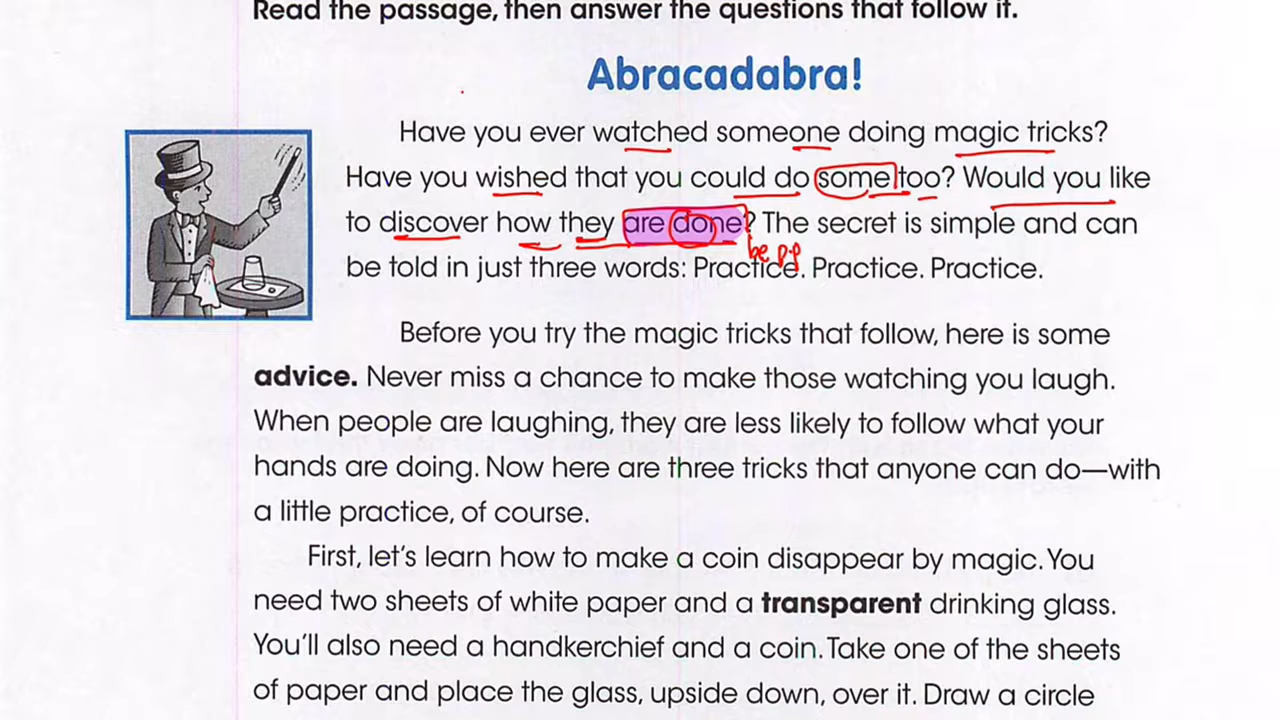 Read the passage, then answer the questions that follow it.
Abracadabra!
Have you ever watched someone doing magic tricks?
Have you wished that you could do some too? Would you like
to discover how they are done? The secret is simple and can
be p.p
be told in just three words: Practice. Practice. Practice.
Before you try the magic tricks that follow, here is some
advice. Never miss a chance to make those watching you laugh.
When people are laughing, they are less likely to follow what your
hands are doing. Now here are three tricks that anyone can do—with
a little practice, of course.
First, let's learn how to make a coin disappear by magic. You
need two sheets of white paper and a transparent drinking glass.
You'll also need a handkerchief and a coin. Take one of the sheets
of paper and place the glass, upside down, over it. Draw a circle